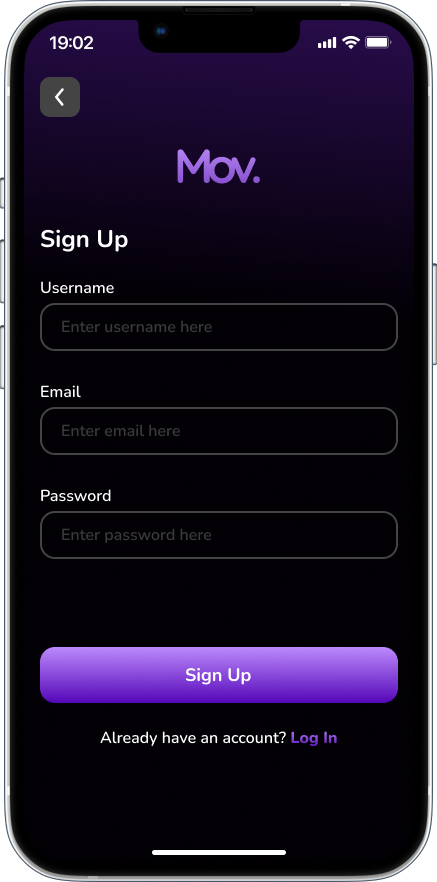 19:02
Mov.
Sign Up
Username
Enter username here
Email
Enter email here
Password
Enter password here
Sign Up
Already have an account? Log In